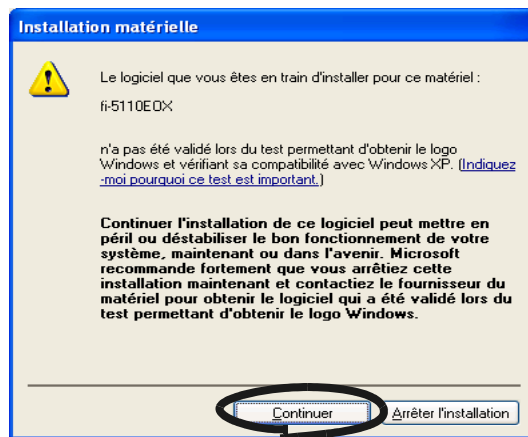 Installation matérielle
Le logiciel que vous êtes en train d'installer pour ce matériel :
fi-5110EOX
n'a pas été validé lors du test permettant d'obtenir le logo
Windows et vérifiant sa compatibilité avec Windows XP. (Indiquez
-moi pourquoi ce test est important.)
Continuer l'installation de ce logiciel peut mettre en
péril ou déstabiliser le bon fonctionnement de votre
système, maintenant ou dans l'avenir. Microsoft
recommande fortement que vous arrêtiez cette
installation maintenant et contactiez le fournisseur du
matériel pour obtenir le logiciel qui a été validé lors du
test permettant d'obtenir le logo Windows.
Continuer Arrêter l'installation